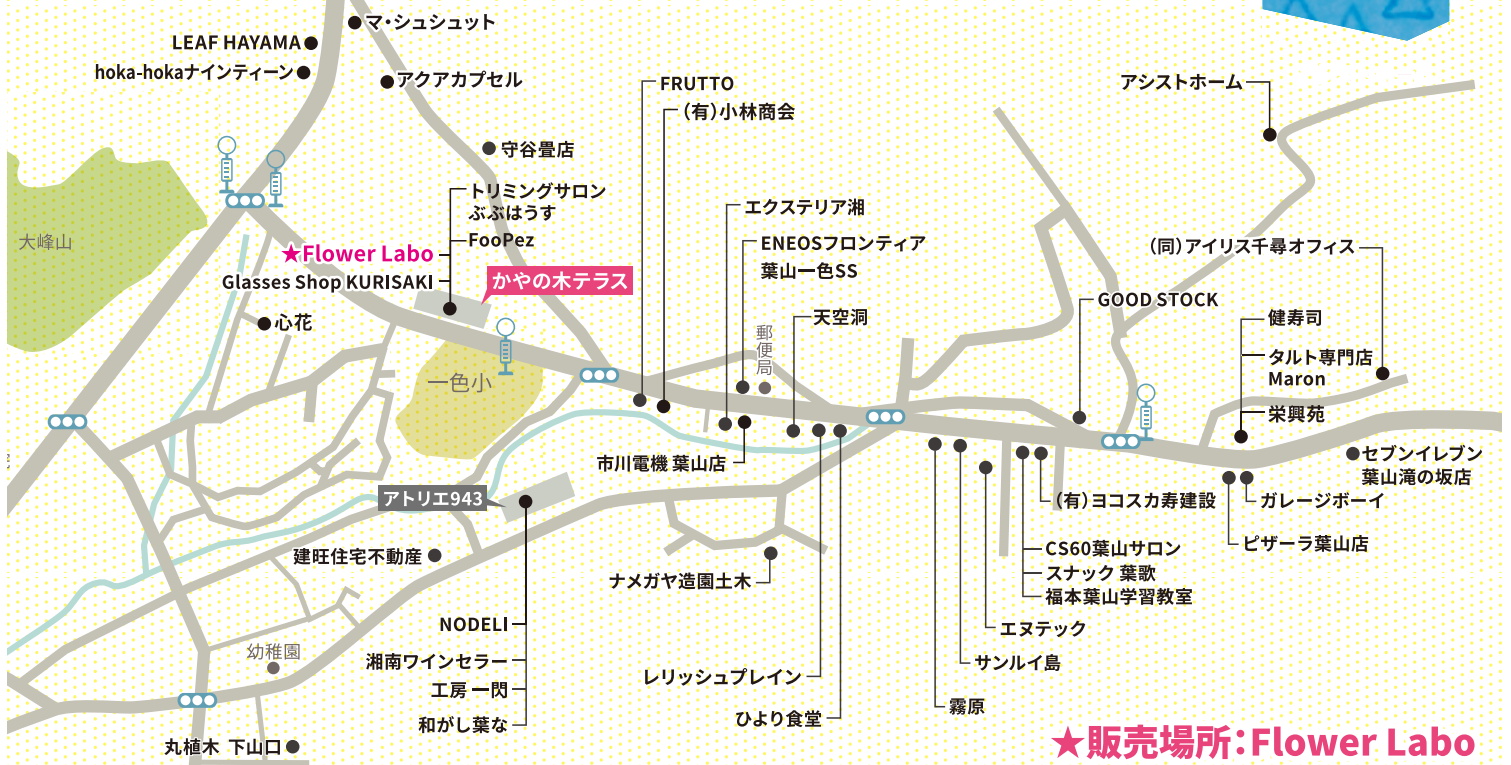 マ・シュシュット
LEAF HAYAMA
hoka-hokaナインティーン
アクアカプセル
FRUTTO
(有)小林商会
アシストホーム
守谷畳店
トリミングサロン
ぶぶはうす
FooPez
★Flower Labo
Glasses Shop KURISAKI
かやの木テラス
大峰山
エクステリア湘
ENEOSフロンティア
葉山一色SS
(同)アイリス千尋オフィス
GOOD STOCK
心花
天空洞
郵便局
健寿司
タルト専門店
Maron
栄興苑
一色小
市川電機 葉山店
セブンイレブン
葉山滝の坂店
アトリエ943
(有)ヨコスカ寿建設
ガレージボーイ
ピザーラ葉山店
建旺住宅不動産
CS60葉山サロン
スナック 葉歌
福本葉山学習教室
ナメガヤ造園土木
NODELI
エヌテック
幼稚園
湘南ワインセラー
サンルイ島
レリッシュプレイン
工房 一閃
霧原
和がし葉な
ひより食堂
丸植木 下山口
★販売場所：Flower Labo